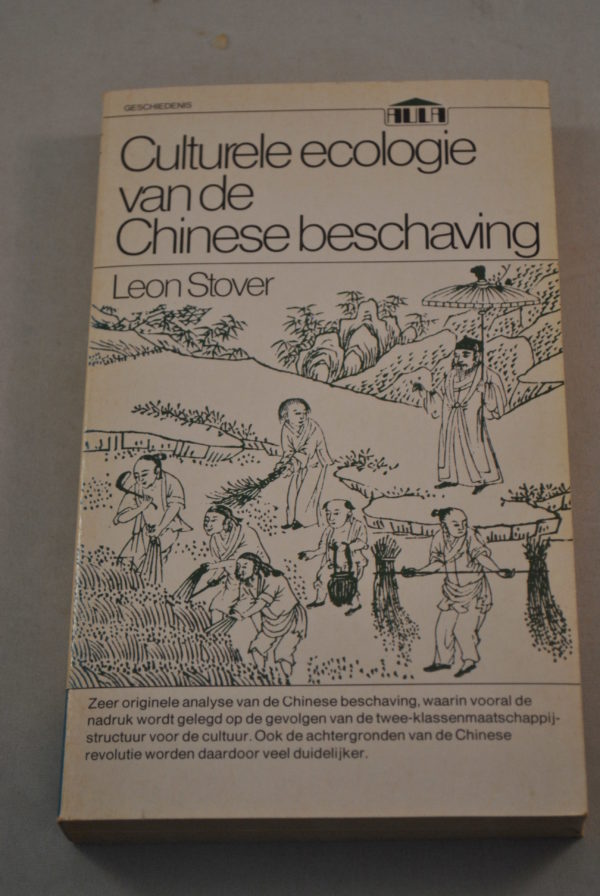 GESCHIEDENIS
AULA
Culturele ecologie
van de
Chinese beschaving
Leon Stover
Zeer originele analyse van de Chinese beschaving, waarin vooral de
nadruk wordt gelegd op de gevolgen van de twee-klassenmaatschappij-
structuur voor de cultuur. Ook de achtergronden van de Chinese
revolutie worden daardoor veel duidelijker.